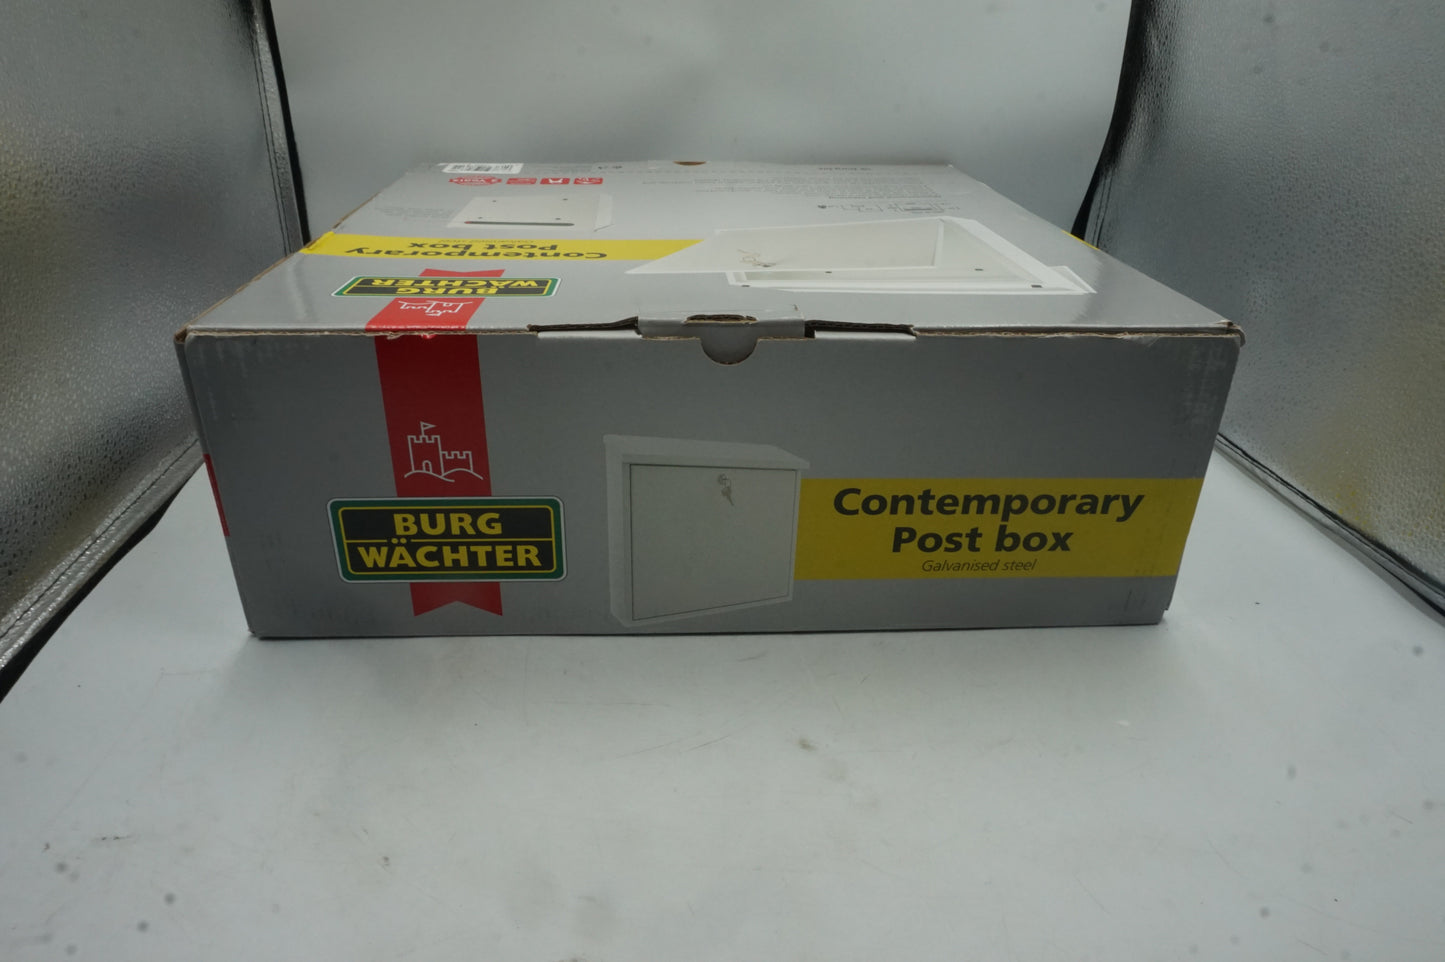 Contemporary
Post box
BURG
WÄCHTER
BURG
WÄCHTER
Contemporary
Post box
Galvanised steel